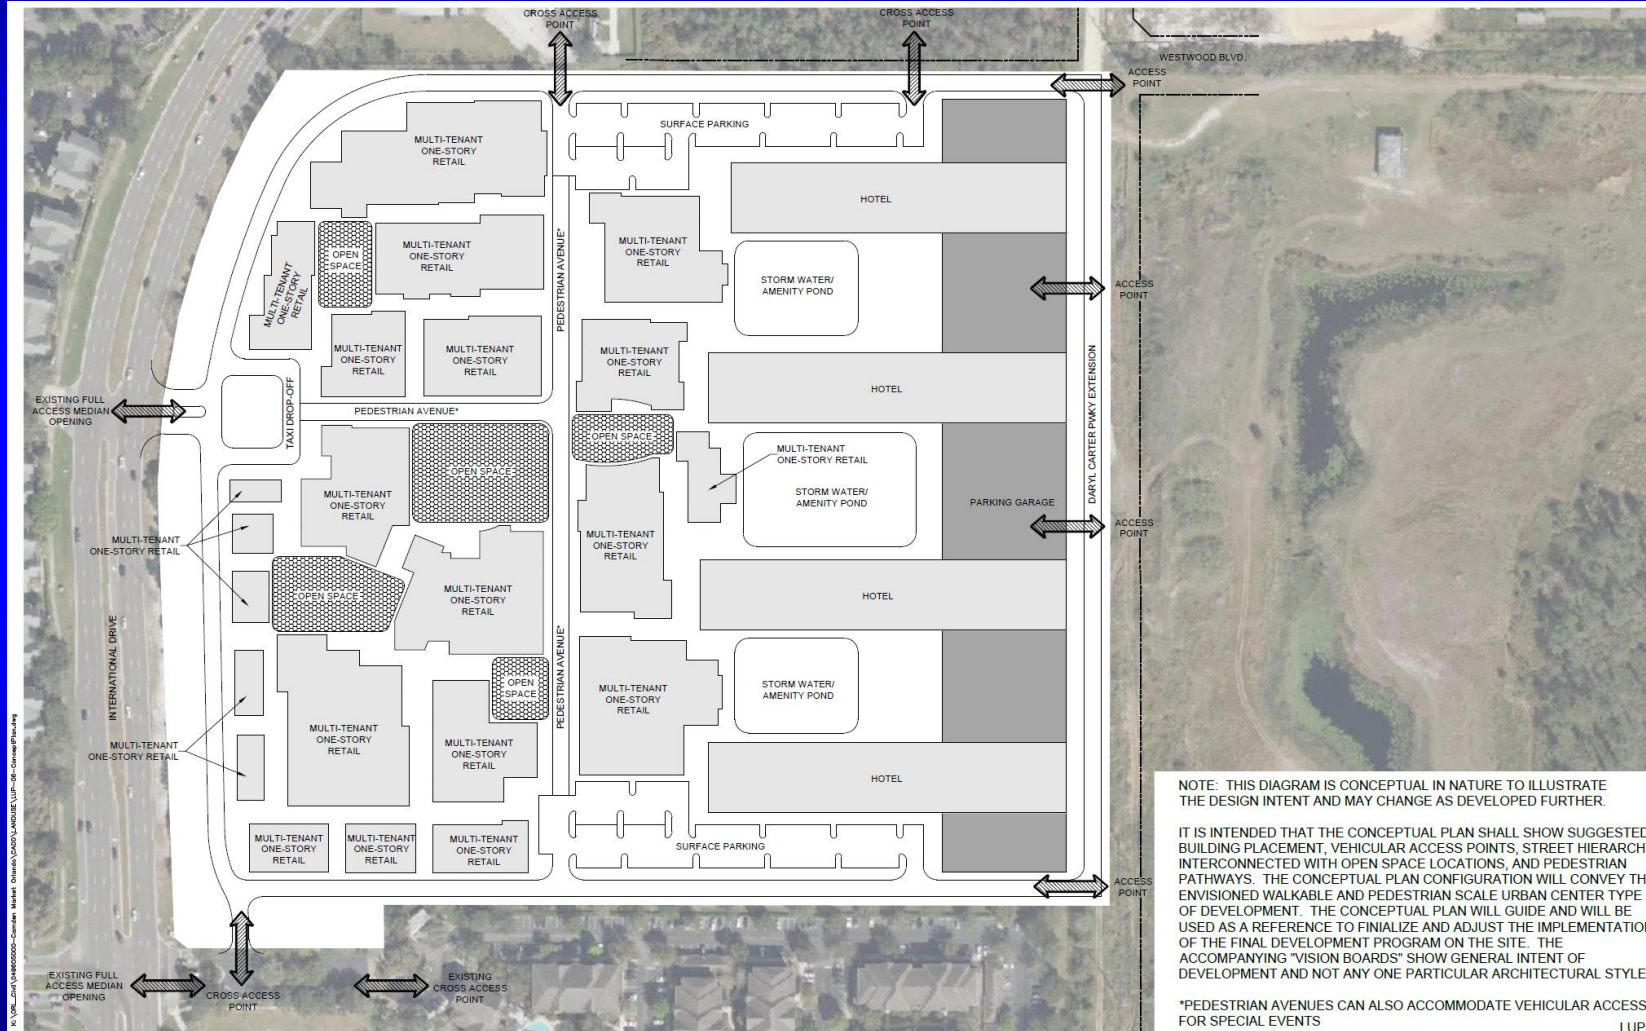 CROSS ACCESS
POINT
CROSS ACCESS
POINT
WESTWOOD BLVD.
ACCESS
POINT
SURFACE PARKING
MULTI-TENANT
ONE-STORY
RETAIL
HOTEL
MULTI-TENANT
ONE-STORY
RETAIL
OPEN
SPACE
MULTI-TENANT
ONE-STORY
RETAIL
MULTI-TENANT
ONE-STORY
RETAIL
PEDESTRIAN AVENUE*
STORM WATER/
AMENITY POND
ACCESS
POINT
MULTI-TENANT
ONE-STORY
RETAIL
MULTI-TENANT
ONE-STORY
RETAIL
MULTI-TENANT
ONE-STORY
RETAIL
HOTEL
DARYL CARTER PWKY EXTENSION
EXISTING FULL
ACCESS MEDIAN
OPENING
TAXI DROP-OFF
PEDESTRIAN AVENUE*
OPEN SPACE
MULTI-TENANT
ONE-STORY RETAIL
OPEN SPACE
STORM WATER/
AMENITY POND
PARKING GARAGE
MULTI-TENANT
ONE-STORY
RETAIL
ACCESS
POINT
MULTI-TENANT
ONE-STORY RETAIL
MULTI-TENANT
ONE-STORY
RETAIL
OPEN SPACE
MULTI-TENANT
ONE-STORY
RETAIL
HOTEL
INTERNATIONAL DRIVE
PEDESTRIAN AVENUE*
OPEN
SPACE
STORM WATER/
AMENITY POND
MULTI-TENANT
ONE-STORY
RETAIL
MULTI-TENANT
ONE-STORY
RETAIL
MULTI-TENANT
ONE-STORY
RETAIL
MULTI-TENANT
ONE-STORY RETAIL
HOTEL
MULTI-TENANT
ONE-STORY
RETAIL
MULTI-TENANT
ONE-STORY
RETAIL
MULTI-TENANT
ONE-STORY
RETAIL
SURFACE PARKING
ACCESS
POINT
EXISTING FULL
ACCESS MEDIAN
OPENING
CROSS ACCESS
POINT
EXISTING
CROSS ACCESS
POINT
NOTE: THIS DIAGRAM IS CONCEPTUAL IN NATURE TO ILLUSTRATE
THE DESIGN INTENT AND MAY CHANGE AS DEVELOPED FURTHER.
IT IS INTENDED THAT THE CONCEPTUAL PLAN SHALL SHOW SUGGESTED
BUILDING PLACEMENT, VEHICULAR ACCESS POINTS, STREET HIERARCH
INTERCONNECTED WITH OPEN SPACE LOCATIONS, AND PEDESTRIAN
PATHWAYS. THE CONCEPTUAL PLAN CONFIGURATION WILL CONVEY TH
ENVISIONED WALKABLE AND PEDESTRIAN SCALE URBAN CENTER TYPE
OF DEVELOPMENT. THE CONCEPTUAL PLAN WILL GUIDE AND WILL BE
USED AS A REFERENCE TO FINIALIZE AND ADJUST THE IMPLEMENTATIO
OF THE FINAL DEVELOPMENT PROGRAM ON THE SITE. THE
ACCOMPANYING "VISION BOARDS" SHOW GENERAL INTENT OF
DEVELOPMENT AND NOT ANY ONE PARTICULAR ARCHITECTURAL STYLE
*PEDESTRIAN AVENUES CAN ALSO ACCOMMODATE VEHICULAR ACCESS
FOR SPECIAL EVENTS
LUP-